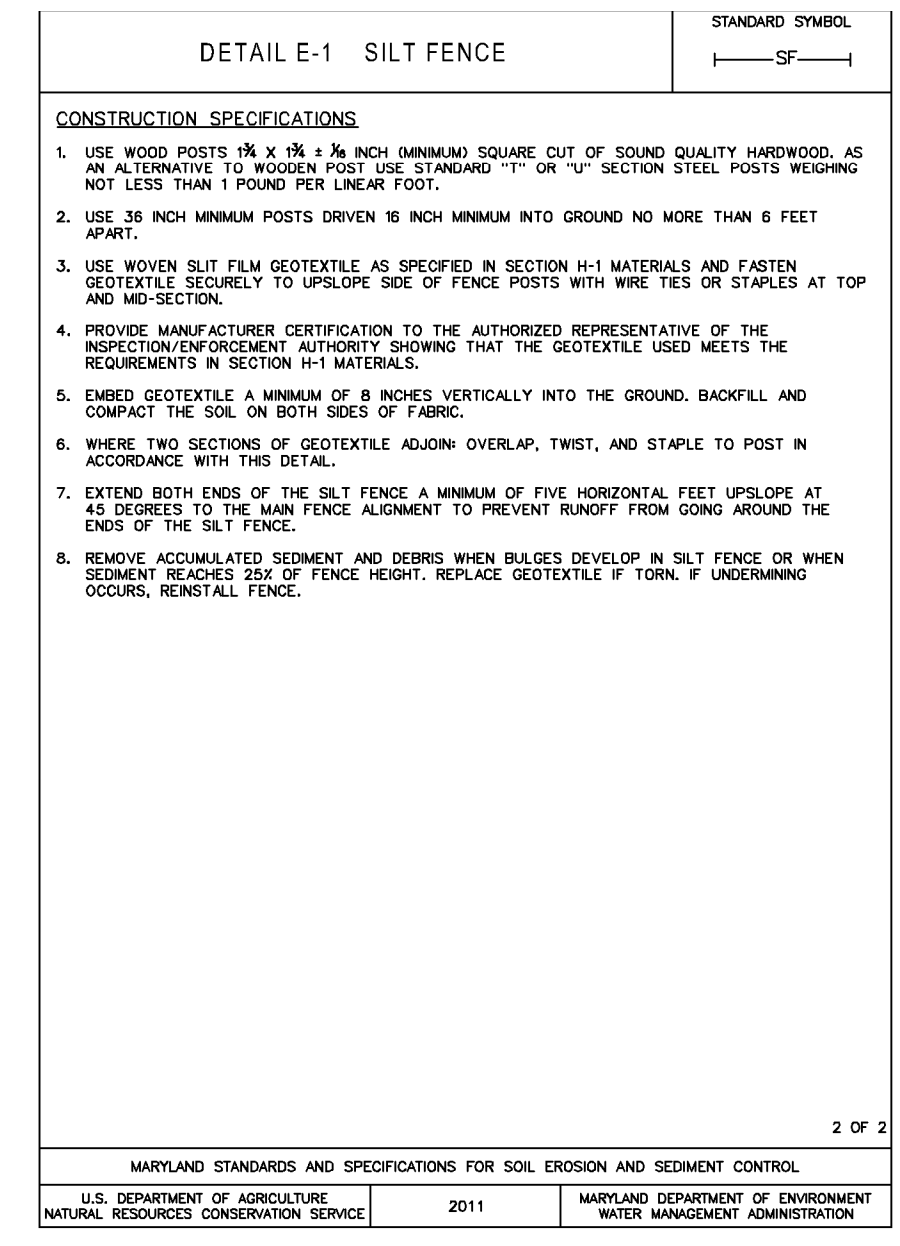 DETAIL E-1 SILT FENCE
STANDARD SYMBOL
SF
CONSTRUCTION SPECIFICATIONS
1. USE WOOD POSTS 1¾ X 1¾ ± 1/16 INCH (MINIMUM) SQUARE CUT OF SOUND QUALITY HARDWOOD. AS
AN ALTERNATIVE TO WOODEN POST USE STANDARD "T" OR "U" SECTION STEEL POSTS WEIGHING
NOT LESS THAN 1 POUND PER LINEAR FOOT.
2. USE 36 INCH MINIMUM POSTS DRIVEN 16 INCH MINIMUM INTO GROUND NO MORE THAN 6 FEET
APART.
3. USE WOVEN SLIT FILM GEOTEXTILE AS SPECIFIED IN SECTION H-1 MATERIALS AND FASTEN
GEOTEXTILE SECURELY TO UPSLOPE SIDE OF FENCE POSTS WITH WIRE TIES OR STAPLES AT TOP
AND MID-SECTION.
4. PROVIDE MANUFACTURER CERTIFICATION TO THE AUTHORIZED REPRESENTATIVE OF THE
INSPECTION/ENFORCEMENT AUTHORITY SHOWING THAT THE GEOTEXTILE USED MEETS THE
REQUIREMENTS IN SECTION H-1 MATERIALS.
5. EMBED GEOTEXTILE A MINIMUM OF 8 INCHES VERTICALLY INTO THE GROUND. BACKFILL AND
COMPACT THE SOIL ON BOTH SIDES OF FABRIC.
6. WHERE TWO SECTIONS OF GEOTEXTILE ADJOIN: OVERLAP, TWIST, AND STAPLE TO POST IN
ACCORDANCE WITH THIS DETAIL.
7. EXTEND BOTH ENDS OF THE SILT FENCE A MINIMUM OF FIVE HORIZONTAL FEET UPSLOPE AT
45 DEGREES TO THE MAIN FENCE ALIGNMENT TO PREVENT RUNOFF FROM GOING AROUND THE
ENDS OF THE SILT FENCE.
8. REMOVE ACCUMULATED SEDIMENT AND DEBRIS WHEN BULGES DEVELOP IN SILT FENCE OR WHEN
SEDIMENT REACHES 25% OF FENCE HEIGHT. REPLACE GEOTEXTILE IF TORN. IF UNDERMINING
OCCURS, REINSTALL FENCE.
2 OF 2
MARYLAND STANDARDS AND SPECIFICATIONS FOR SOIL EROSION AND SEDIMENT CONTROL
U.S. DEPARTMENT OF AGRICULTURE
NATURAL RESOURCES CONSERVATION SERVICE
2011
MARYLAND DEPARTMENT OF ENVIRONMENT
WATER MANAGEMENT ADMINISTRATION